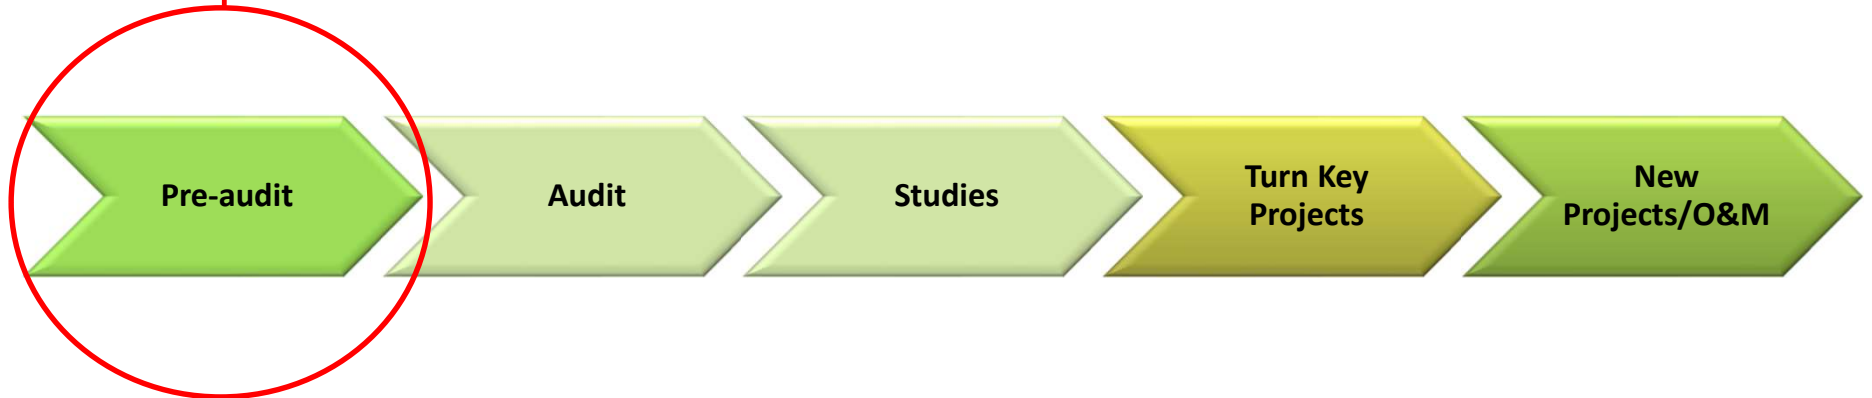 Pre-audit
Audit
Studies
Turn Key
Projects
New
Projects/O&M